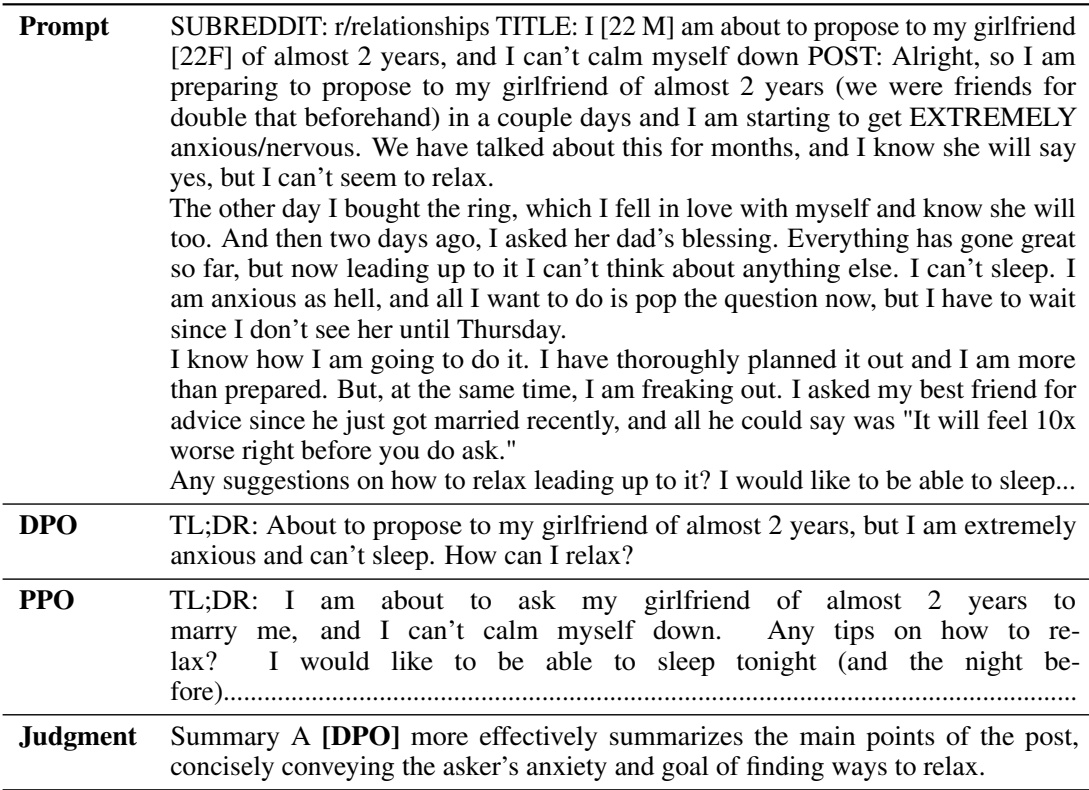 Prompt SUBREDDIT: r/relationships TITLE: I [22 M] am about to propose to my girlfriend
[22F] of almost 2 years, and I can't calm myself down POST: Alright, so I am
preparing to propose to my girlfriend of almost 2 years (we were friends for
double that beforehand) in a couple days and I am starting to get EXTREMELY
anxious/nervous. We have talked about this for months, and I know she will say
yes, but I can't seem to relax.
The other day I bought the ring, which I fell in love with myself and know she will
too. And then two days ago, I asked her dad's blessing. Everything has gone great
so far, but now leading up to it I can't think about anything else. I can't sleep. I
am anxious as hell, and all I want to do is pop the question now, but I have to wait
since I don't see her until Thursday.
I know how I am going to do it. I have thoroughly planned it out and I am more
than prepared. But, at the same time, I am freaking out. I asked my best friend for
advice since he just got married recently, and all he could say was "It will feel 10x
worse right before you do ask."
Any suggestions on how to relax leading up to it? I would like to be able to sleep...
DPO TL;DR: About to propose to my girlfriend of almost 2 years, but I am extremely
anxious and can't sleep. How can I relax?
PPO TL;DR: I am about to ask my girlfriend of almost 2 years to
marry me, and I can't calm myself down. Any tips on how to re-
lax? I would like to be able to sleep tonight (and the night be-
fore).....................................................................................................
Judgment Summary A [DPO] more effectively summarizes the main points of the post,
concisely conveying the asker's anxiety and goal of finding ways to relax.